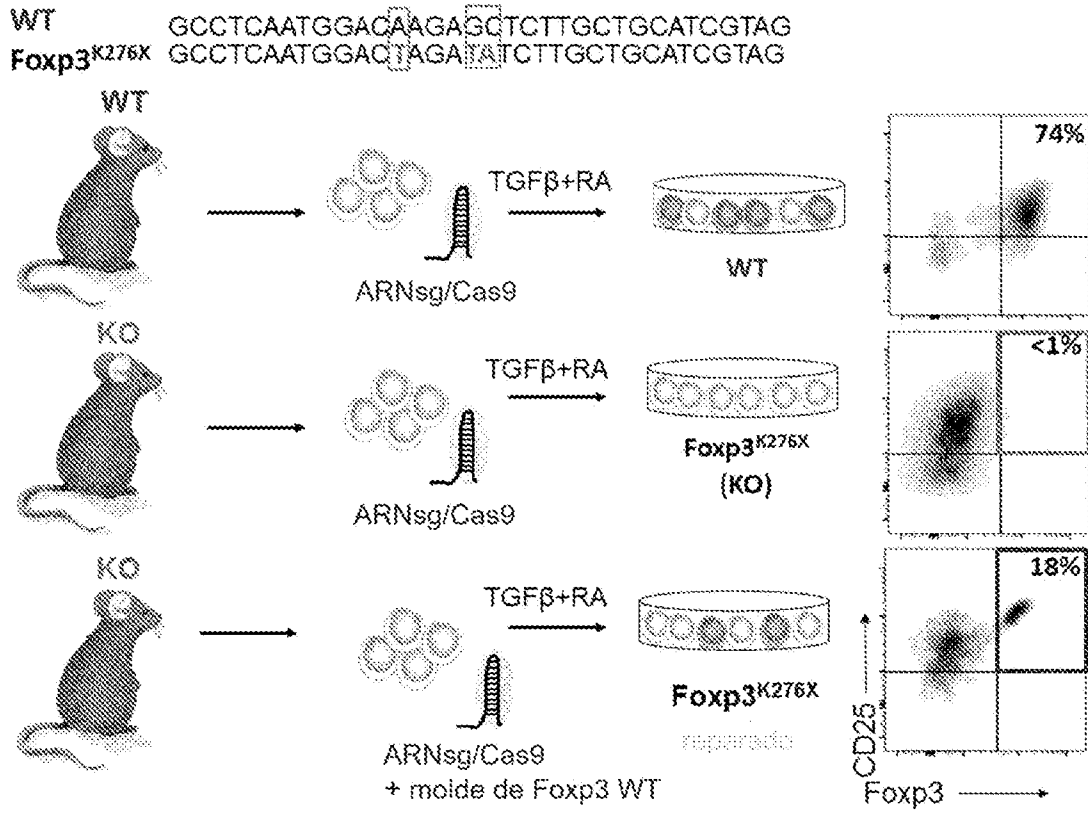 WT GCCTCAATGGACAAGAGCTCTTGCTGCATCGTAG
Foxp3K276X GCCTCAATGGACTAGATATCTTGCTGCATCGTAG
WT
74%
TGFβ+RA
WT
ARNsg/Cas9
KO
<1%
TGFβ+RA
Foxp3K276X
(KO)
ARNsg/Cas9
KO
18%
TGFβ+RA
Foxp3K276X
reparado
ARNsg/Cas9
+ molde de Foxp3 WT
CD25
Foxp3